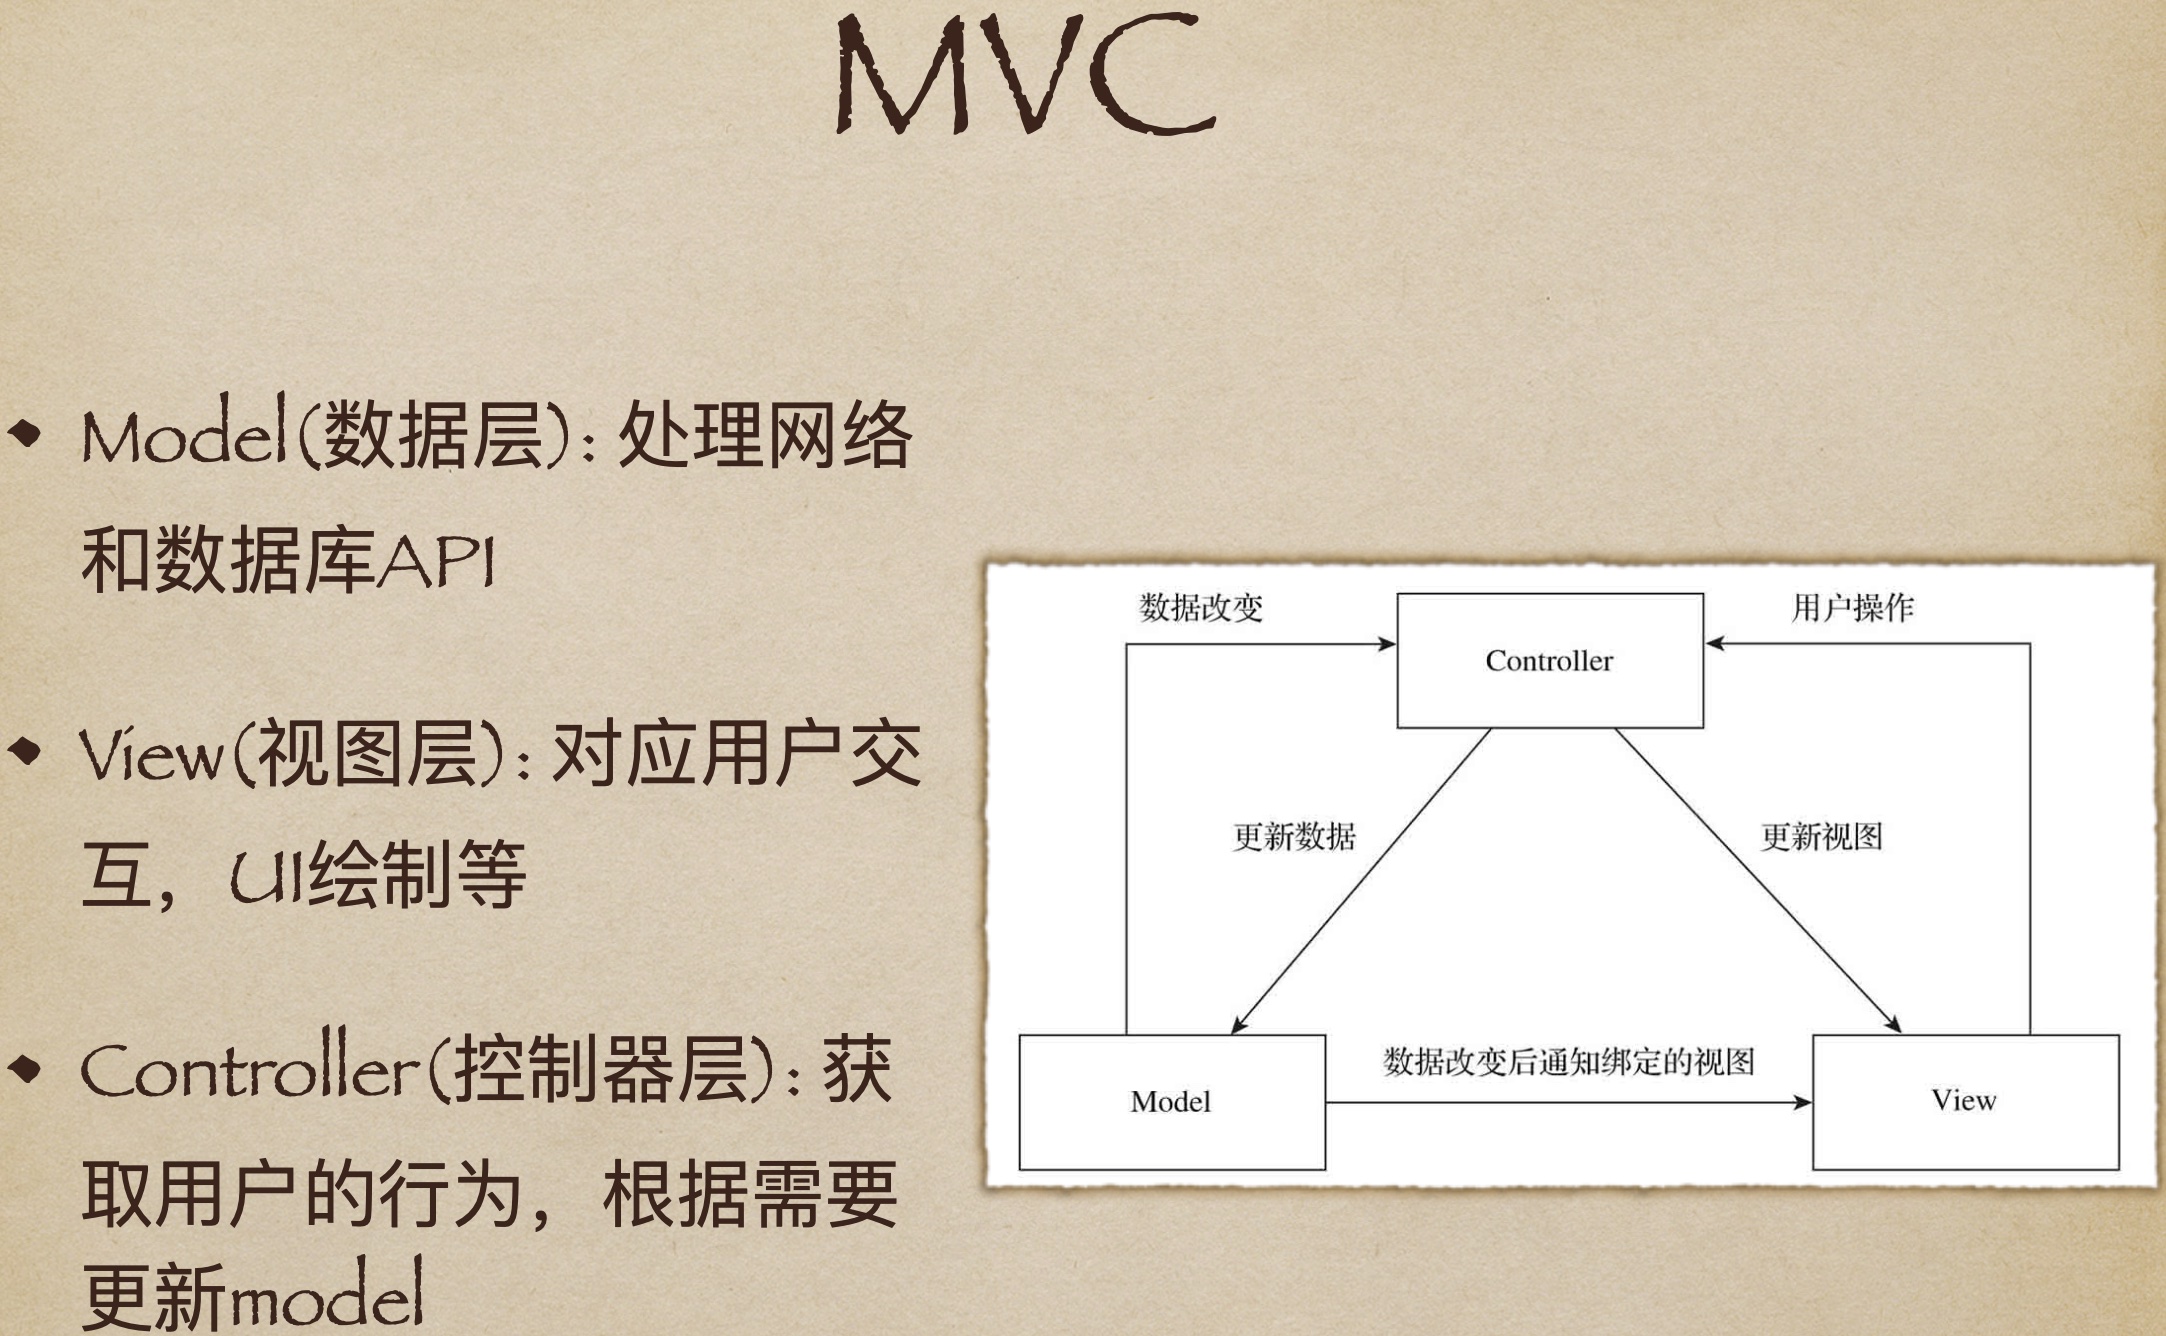 MVC
• Model(数据层):处理网络
和数据库API
• View(视图层):对应用户交
互，UI绘制等
• Controller(控制器层):获
取用户的行为，根据需要
更新model
数据改变
用户操作
Controller
更新数据
更新视图
数据改变后通知绑定的视图
Model
View